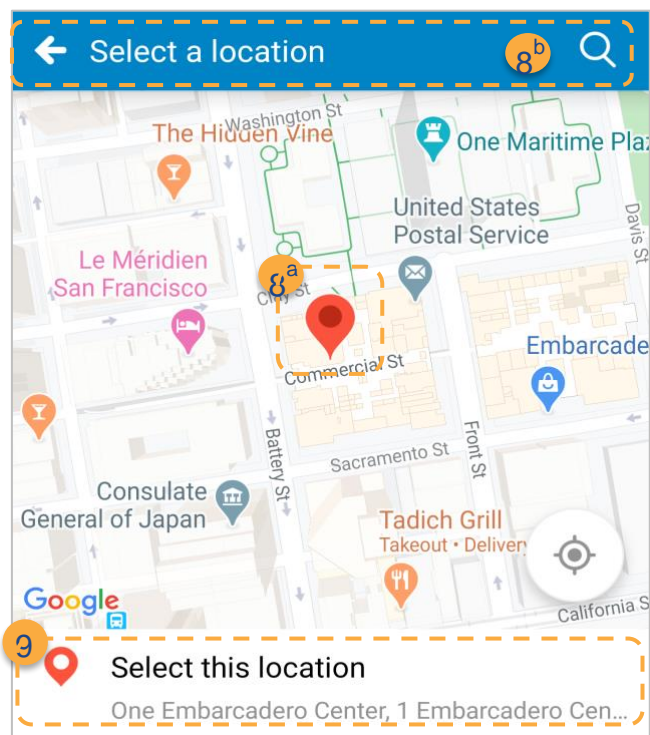 Select a location
8b
Washington St
The Hidden Vine
One Maritime Plaz
United States
Postal Service
Davis St
Le Méridien
San Francisco
8a
Clay St
Embarcade
Commercial St
Battery St
Front St
Sacramento St
Consulate
General of Japan
Tadich Grill
Takeout • Delivery
Google
California S
9
Select this location
One Embarcadero Center, 1 Embarcadero Cen...